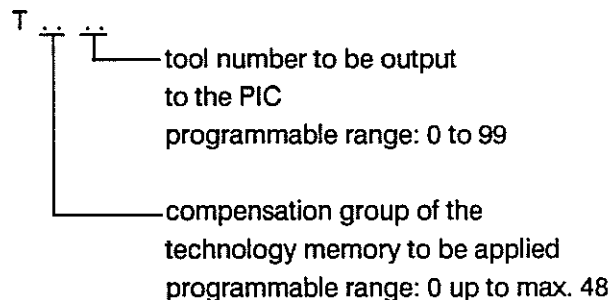 T .. ..
tool number to be output
to the PIC
programmable range: 0 to 99
compensation group of the
technology memory to be applied
programmable range: 0 up to max. 48